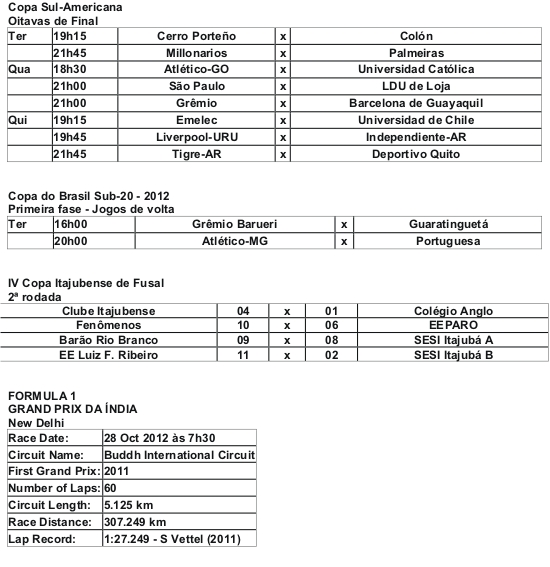 Copa Sul-Americana
Oitavas de Final
Ter 19h15 Cerro Porteño x Colón
21h45 Millonarios x Palmeiras
Qua 18h30 Atlético-GO x Universidad Católica
21h00 São Paulo x LDU de Loja
21h00 Grêmio x Barcelona de Guayaquil
Qui 19h15 Emelec x Universidad de Chile
19h45 Liverpool-URU x Independiente-AR
21h45 Tigre-AR x Deportivo Quito
Copa do Brasil Sub-20 - 2012
Primeira fase - Jogos de volta
Ter 16h00 Grêmio Barueri x Guaratinguetá
20h00 Atlético-MG x Portuguesa
IV Copa Itajubense de Fusal
2ª rodada
Clube Itajubense 04 x 01 Colégio Anglo
Fenômenos 10 x 06 EEPARO
Barão Rio Branco 09 x 08 SESI Itajubá A
EE Luiz F. Ribeiro 11 x 02 SESI Itajubá B
FORMULA 1
GRAND PRIX DA ÍNDIA
New Delhi
Race Date: 28 Oct 2012 às 7h30
Circuit Name: Buddh International Circuit
First Grand Prix: 2011
Number of Laps: 60
Circuit Length: 5.125 km
Race Distance: 307.249 km
Lap Record: 1:27.249 - S Vettel (2011)